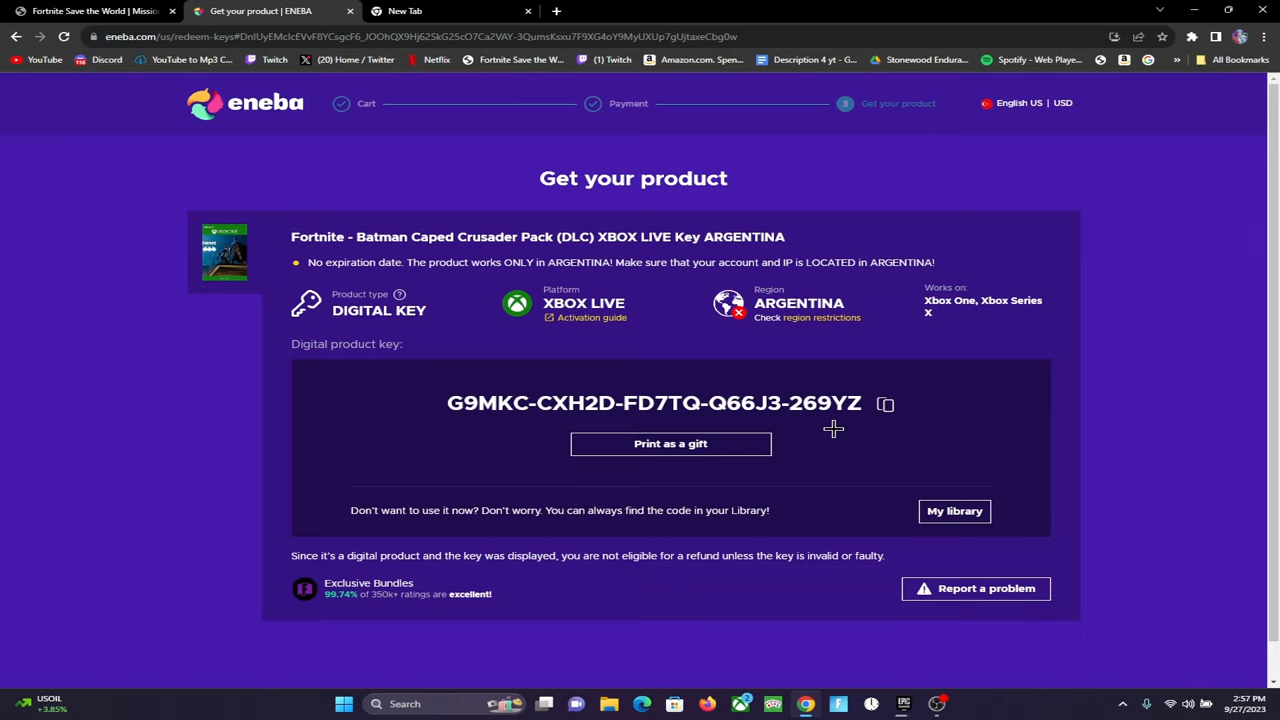 Fortnite Save the World | Missio
Get your product | ENEBA
New Tab
eneba.com/us/redeem-keys#DnIUyEMcIcEVvF8YCsgcF6_JOOhQX9Hj62SkG25cO7Ca2VAY-3QumsKsxu7F9XG4oY9MyUXUp7gUjtaxeCbg0w
YouTube
116
Discord
YouTube to Mp3 C...
Twitch
(20) Home / Twitter
Netflix
Fortnite Save the W...
(1) Twitch
Amazon.com. Spen...
Description 4 yt - G...
Stonewood Endura...
Spotify - Web Playe...
»
All Bookmarks
eneba
Cart
Payment
3 Get your product
English US | USD
Get your product
Fortnite - Batman Caped Crusader Pack (DLC) XBOX LIVE Key ARGENTINA
No expiration date. The product works ONLY in ARGENTINA! Make sure that your account and IP is LOCATED in ARGENTINA!
Product type ?
DIGITAL KEY
Platform
XBOX LIVE
Activation guide
Region
ARGENTINA
Check region restrictions
Works on:
Xbox One, Xbox Series
X
Digital product key:
G9MKC-CXH2D-FD7TQ-Q66J3-269YZ
Print as a gift
Don't want to use it now? Don't worry. You can always find the code in your Library!
My library
Since it's a digital product and the key was displayed, you are not eligible for a refund unless the key is invalid or faulty.
Exclusive Bundles
99.74% of 350k+ ratings are excellent!
Report a problem
USOIL
+3.85%
Search
2
2:57 PM
9/27/2023